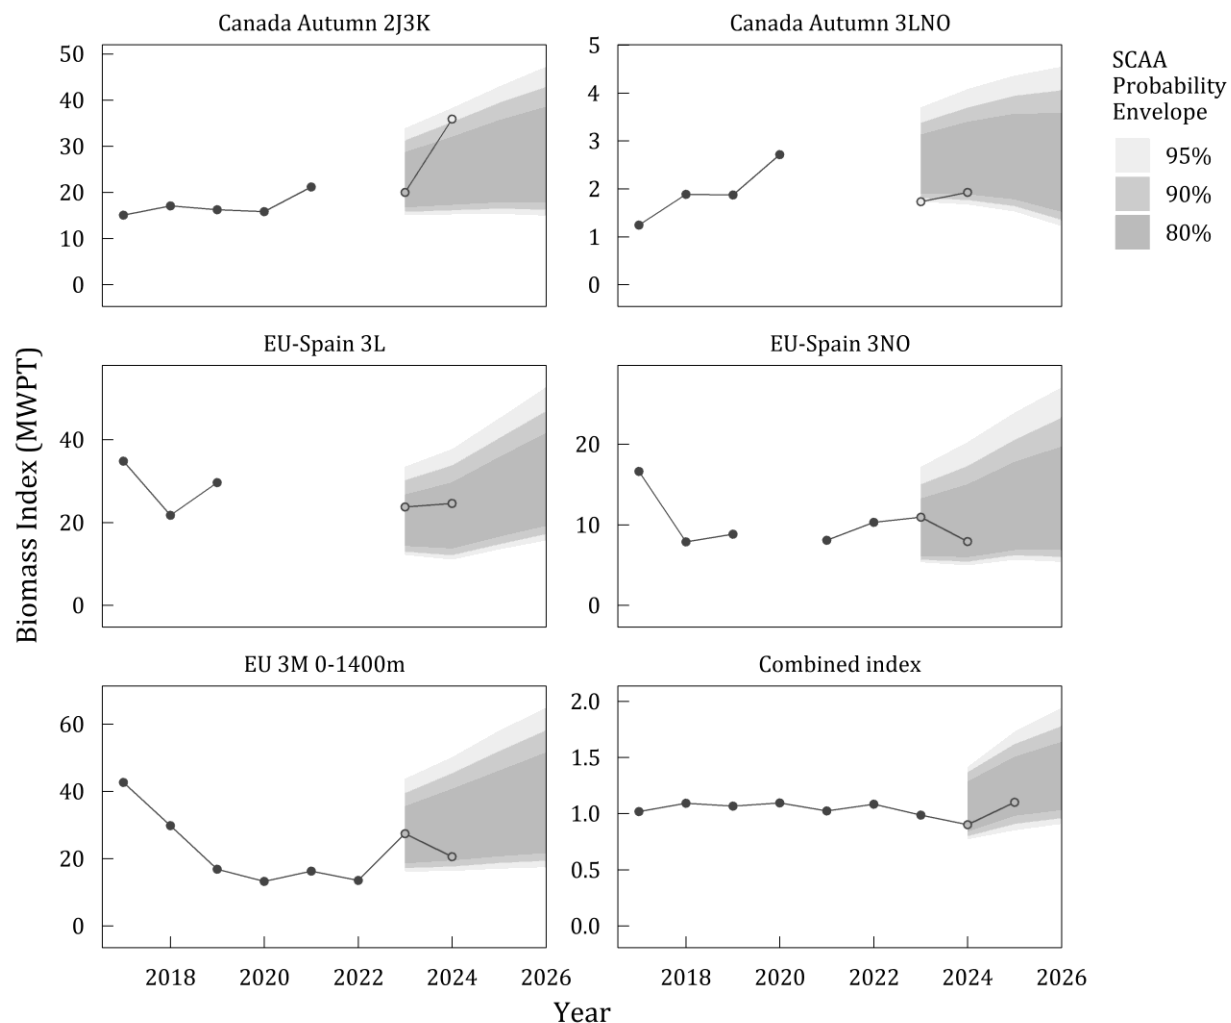 Canada Autumn 2J3K
Canada Autumn 3LNO
50
40
30
20
10
0
5
4
3
2
1
0
SCAA
Probability
Envelope
95%
90%
80%
Biomass Index (MWPT)
EU-Spain 3L
EU-Spain 3NO
40
20
0
20
10
0
EU 3M 0-1400m
Combined index
60
40
20
0
2.0
1.5
1.0
0.5
0.0
2018 2020 2022 2024 2026
2018 2020 2022 2024 2026
Year